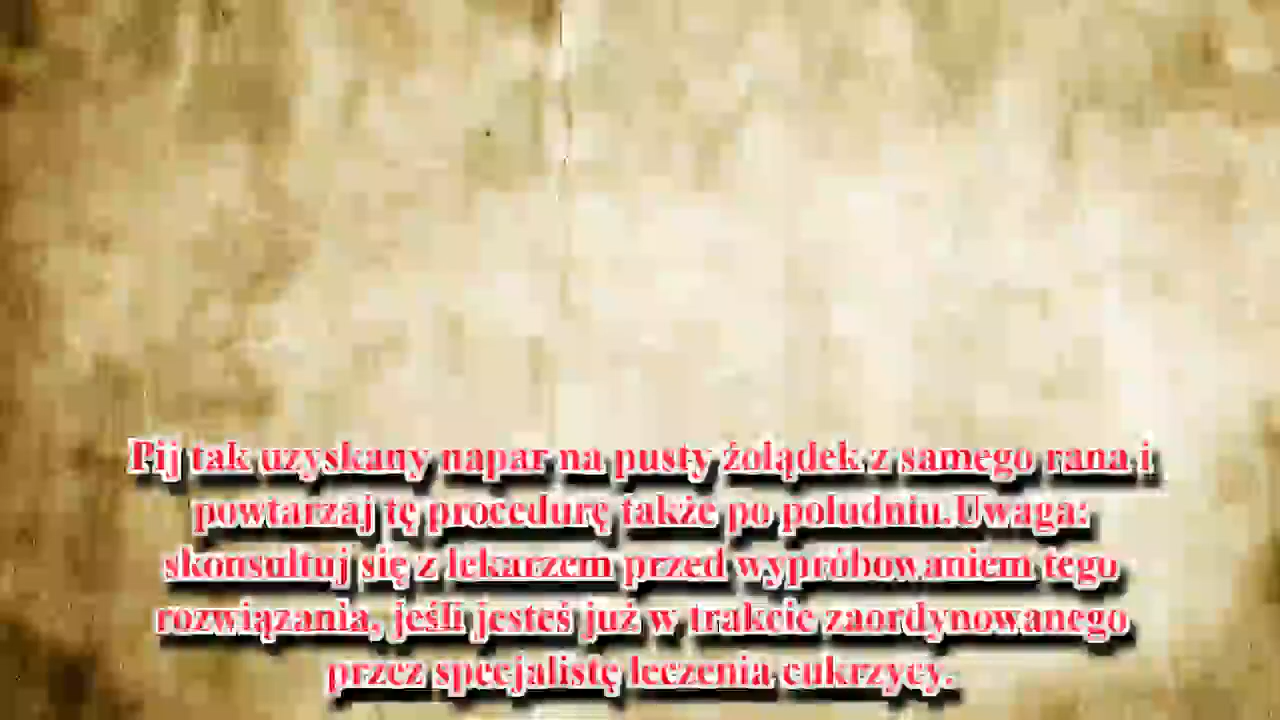 Pij tak uzyskany napar na pusty żołądek z samego rana i
powtarzaj tę procedurę także po południu.Uwaga:
skonsultuj się z lekarzem przed wypróbowaniem tego
rozwiązania, jeśli jesteś już w trakcie zaordynowanego
przez specjalistę leczenia cukrzycy.